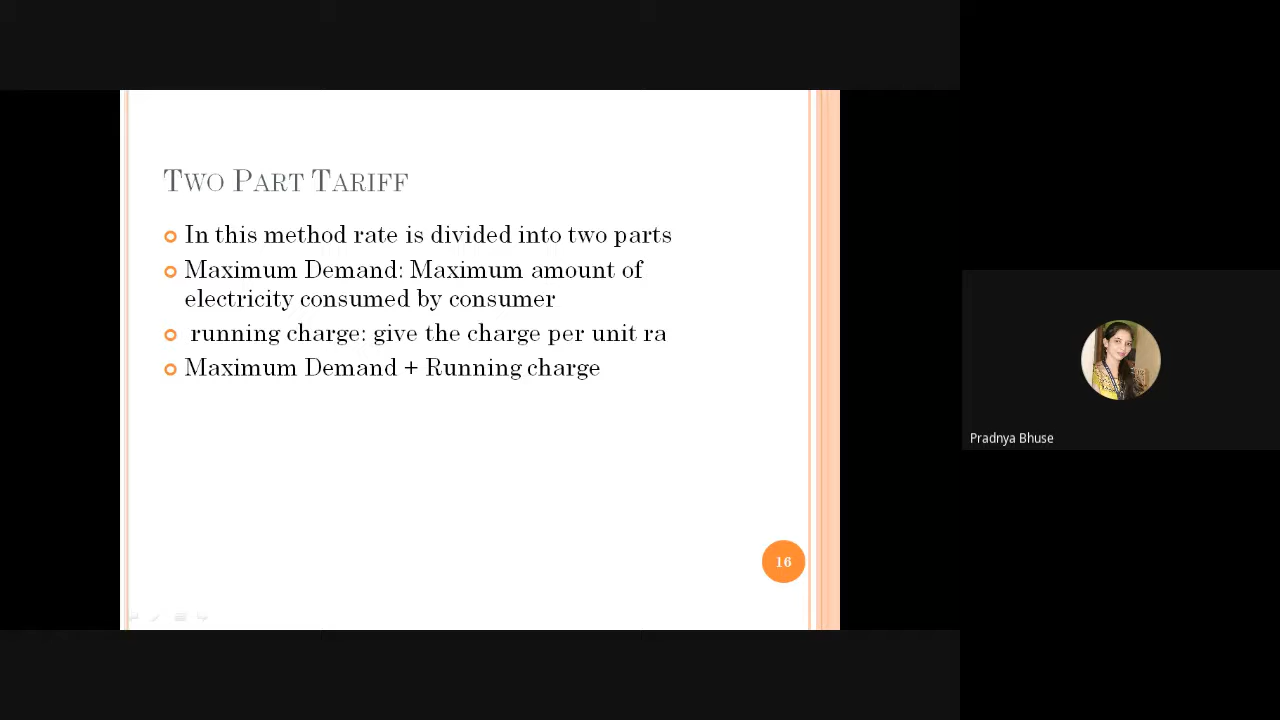 Two Part Tariff
In this method rate is divided into two parts
Maximum Demand: Maximum amount of
electricity consumed by consumer
running charge: give the charge per unit ra
Maximum Demand + Running charge
16
Pradnya Bhuse